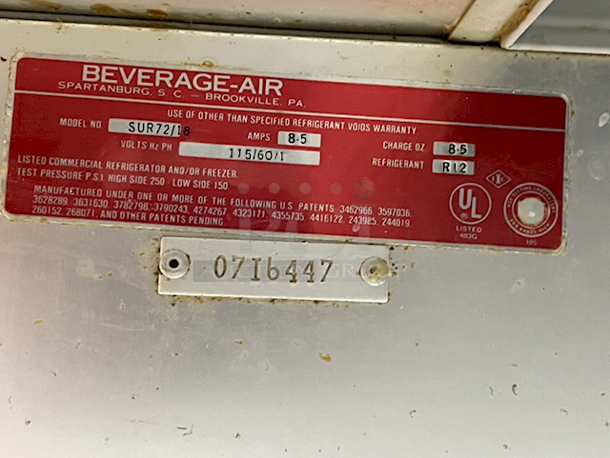 BEVERAGE-AIR
SPARTANBURG, S. C. — BROOKVILLE, PA.
USE OF OTHER THAN SPECIFIED REFRIGERANT VOIDS WARRANTY
MODEL NO SUR72/18 AMPS 8·5 CHARGE OZ. 8·5
VOLTS Hz PH 115/60/1 REFRIGERANT R12
LISTED COMMERCIAL REFRIGERATOR AND/OR FREEZER.
TEST PRESSURE P.S.I. HIGH SIDE 250 - LOW SIDE 150
MANUFACTURED UNDER ONE OR MORE OF THE FOLLOWING U.S. PATENTS 3462966, 3597036,
3628289, 3631630, 3782798, 3790243, 4274267, 4323171, 4355735, 4416122, 243985, 244019,
260152, 268071, AND OTHER PATENTS PENDING.
UL
LISTED
403G
195
07I6447